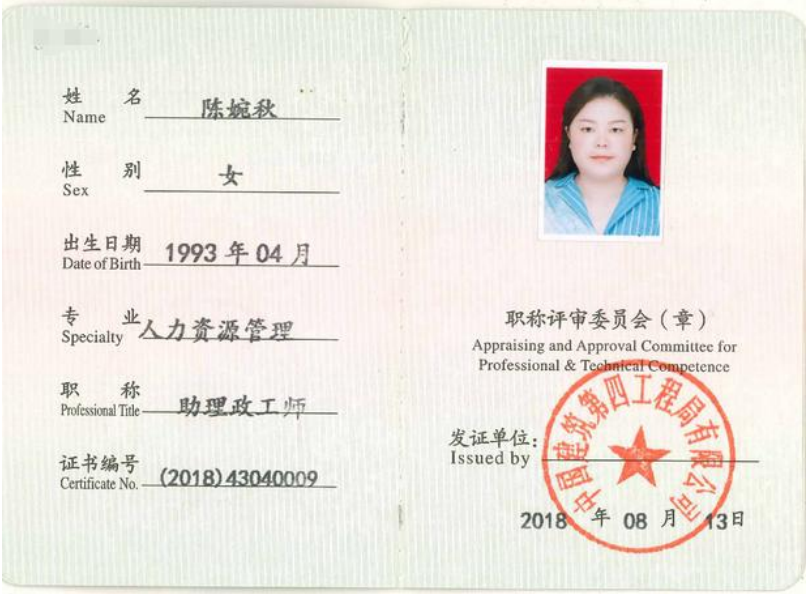 姓 名 陈婉秋
Name
性 别 女
Sex
出生日期 1993 年 04 月
Date of Birth
专 业 人力资源管理
Specialty
职 称 助理政工师
Professional Title
证书编号 (2018)43040009
Certificate No.
职称评审委员会（章）
Appraising and Approval Committee for
Professional & Technical Competence
中国建筑第四工程局有限公司
发证单位：
Issued by
2018 年 08 月 13日